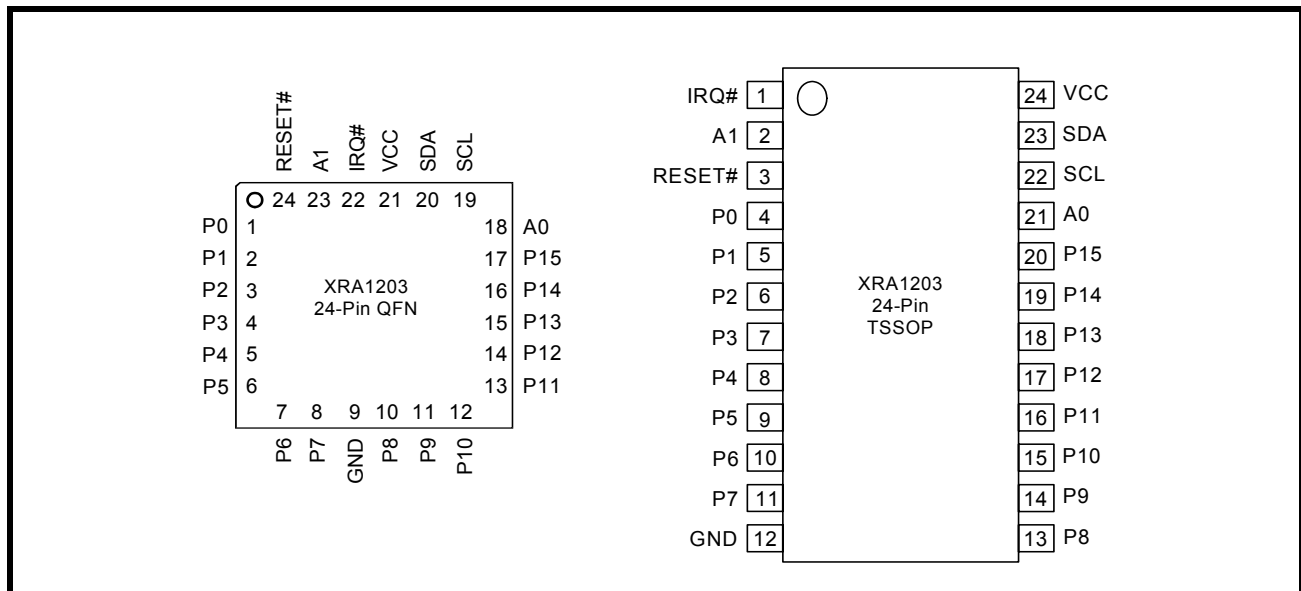 RESET#
A1
IRQ#
VCC
SDA
SCL
24 23 22 21 20 19
P0 1
P1 2
P2 3
P3 4
P4 5
P5 6
XRA1203
24-Pin QFN
18 A0
17 P15
16 P14
15 P13
14 P12
13 P11
7 8 9 10 11 12
P6
P7
GND
P8
P9
P10
IRQ# 1
A1 2
RESET# 3
P0 4
P1 5
P2 6
P3 7
P4 8
P5 9
P6 10
P7 11
GND 12
XRA1203
24-Pin
TSSOP
24 VCC
23 SDA
22 SCL
21 A0
20 P15
19 P14
18 P13
17 P12
16 P11
15 P10
14 P9
13 P8